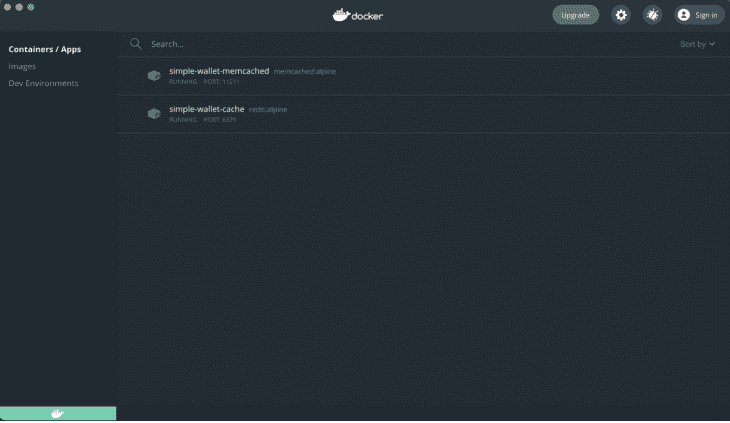 docker
Upgrade
Sign in
Containers / Apps
Images
Dev Environments
Search...
Sort by
simple-wallet-memcached memcached:alpine
RUNNING PORT: 11211
simple-wallet-cache redis:alpine
RUNNING PORT: 6379